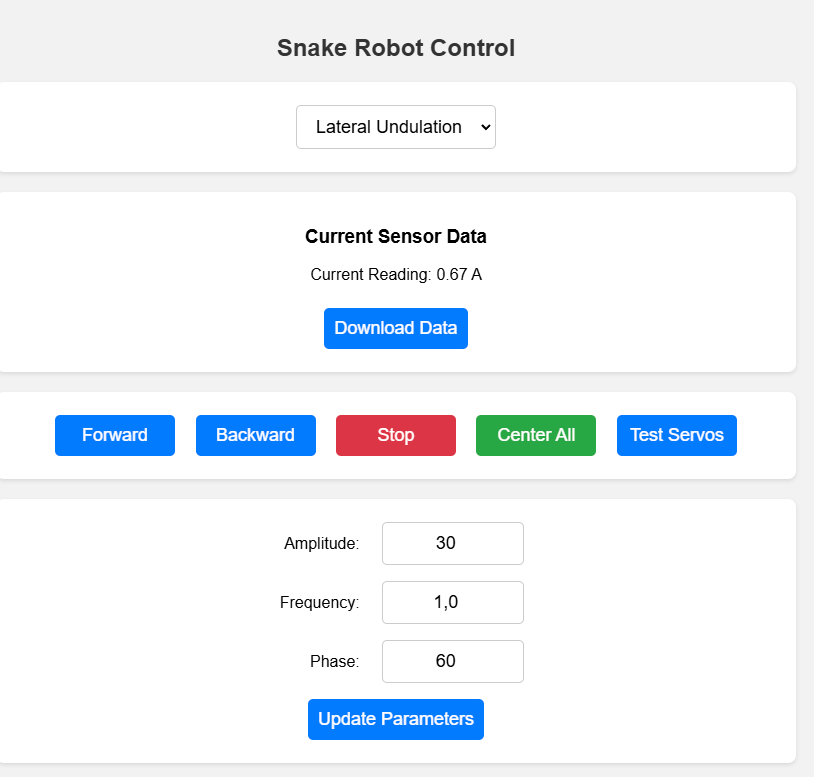 Snake Robot Control
Lateral Undulation
Current Sensor Data
Current Reading: 0.67 A
Download Data
Forward Backward Stop Center All Test Servos
Amplitude: 30
Frequency: 1,0
Phase: 60
Update Parameters